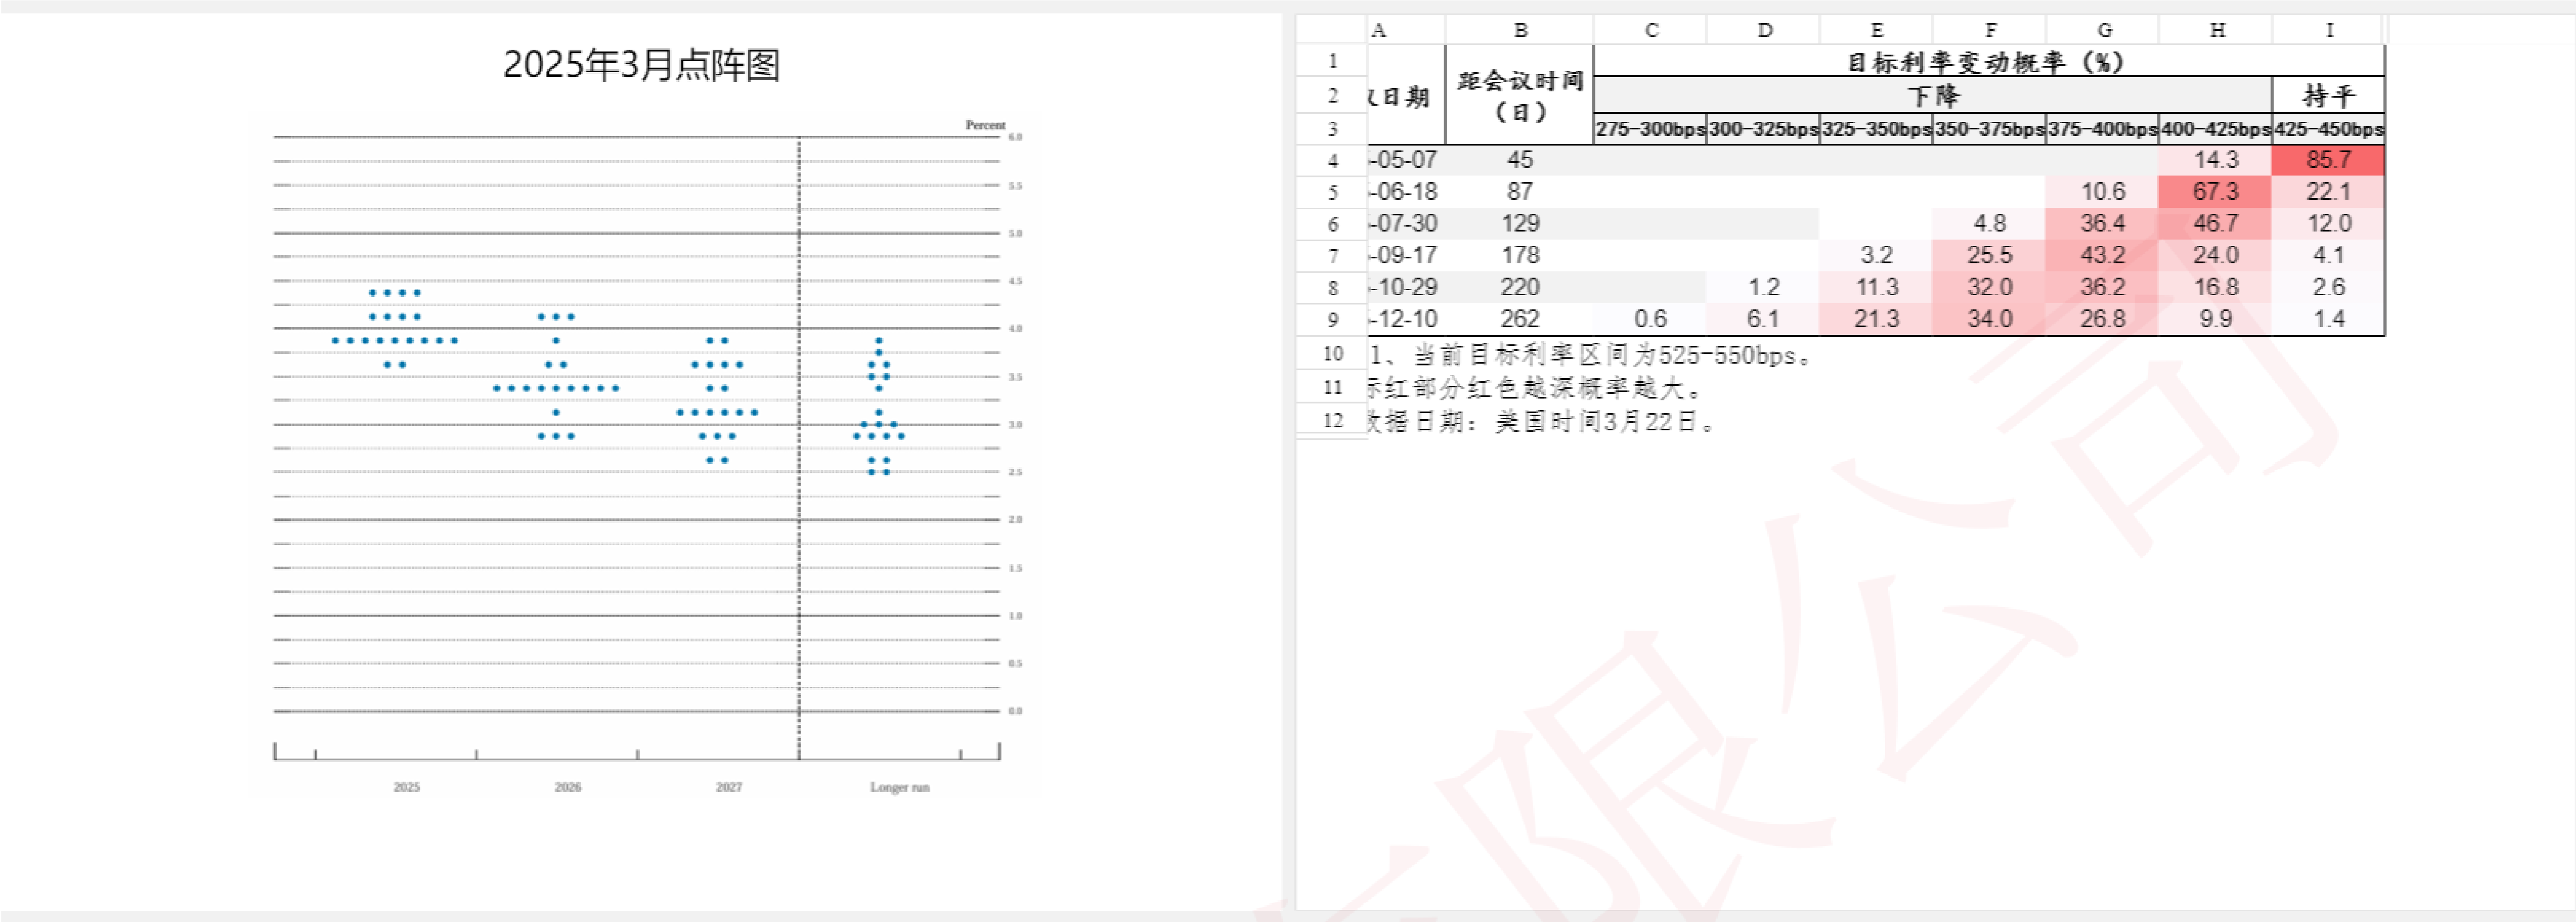 2025年3月点阵图
Percent
6.0
5.5
5.0
4.5
4.0
3.5
3.0
2.5
2.0
1.5
1.0
0.5
0.0
2025 2026 2027 Longer run
A B C D E F G H I
1 目标利率变动概率（%）
2 日期 距会议时间（日） 下降 持平
3 275-300bps 300-325bps 325-350bps 350-375bps 375-400bps 400-425bps 425-450bps
4 -05-07 45 14.3 85.7
5 -06-18 87 10.6 67.3 22.1
6 -07-30 129 4.8 36.4 46.7 12.0
7 -09-17 178 3.2 25.5 43.2 24.0 4.1
8 -10-29 220 1.2 11.3 32.0 36.2 16.8 2.6
9 -12-10 262 0.6 6.1 21.3 34.0 26.8 9.9 1.4
10 1、当前目标利率区间为525-550bps。
11 标红部分红色越深概率越大。
12 数据日期：美国时间3月22日。
限公司